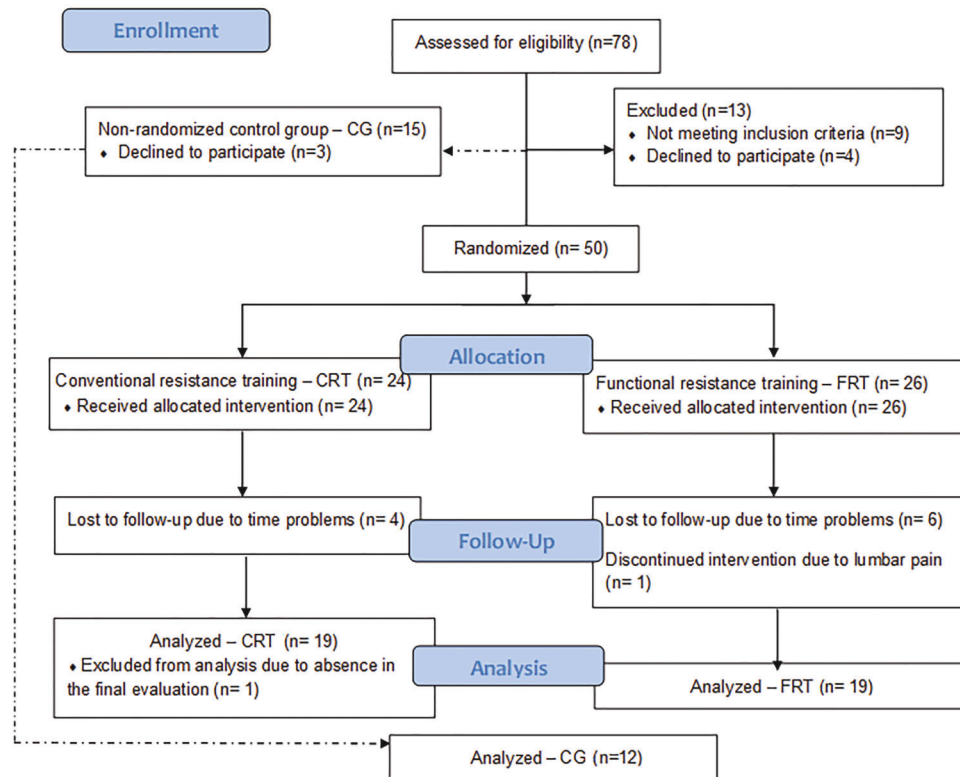 Enrollment
Assessed for eligibility (n=78)
Non-randomized control group – CG (n=15)
♦ Declined to participate (n=3)
Excluded (n=13)
♦ Not meeting inclusion criteria (n=9)
♦ Declined to participate (n=4)
Randomized (n= 50)
Allocation
Conventional resistance training – CRT (n= 24)
♦ Received allocated intervention (n= 24)
Functional resistance training – FRT (n= 26)
♦ Received allocated intervention (n= 26)
Follow-Up
Lost to follow-up due to time problems (n= 4)
Lost to follow-up due to time problems (n= 6)
Discontinued intervention due to lumbar pain
(n= 1)
Analysis
Analyzed – CRT (n= 19)
♦ Excluded from analysis due to absence in
the final evaluation (n= 1)
Analyzed – FRT (n= 19)
Analyzed – CG (n=12)